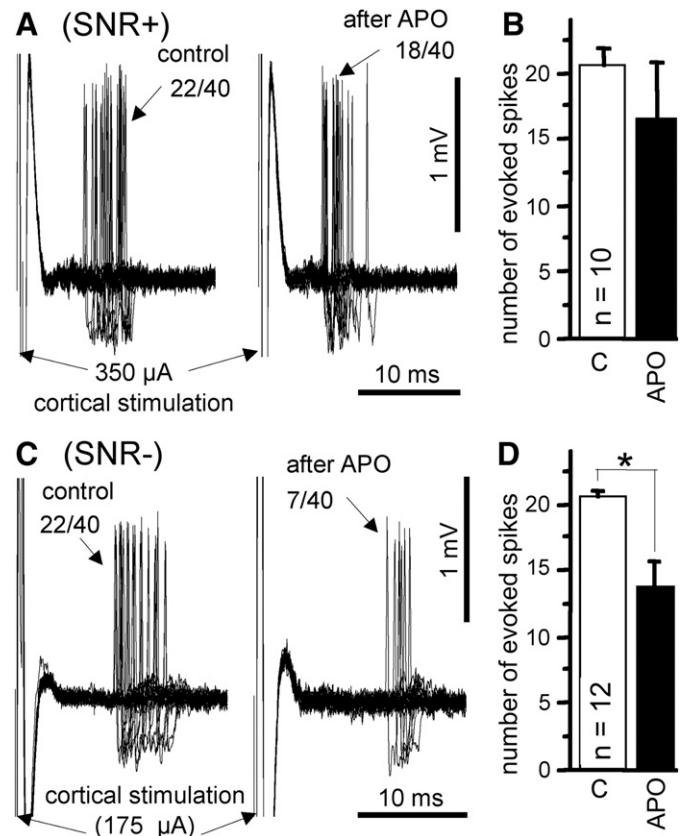 A (SNR+)
control
22/40
after APO
18/40
1 mV
350 µA
cortical stimulation
10 ms
B
number of evoked spikes
20
15
10
5
0
n = 10
C
APO
C (SNR-)
control
22/40
after APO
7/40
1 mV
cortical stimulation
(175 µA)
10 ms
D
number of evoked spikes
20
15
10
5
0
*
n = 12
C
APO